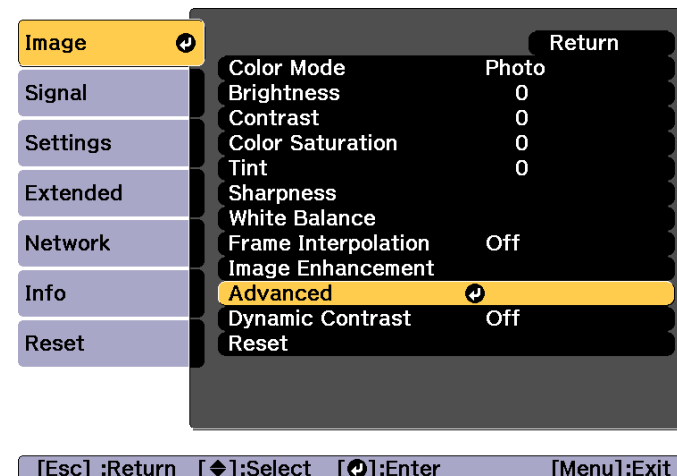 Image
Signal
Settings
Extended
Network
Info
Reset
Return
Color Mode Photo
Brightness 0
Contrast 0
Color Saturation 0
Tint 0
Sharpness
White Balance
Frame Interpolation Off
Image Enhancement
Advanced
Dynamic Contrast Off
Reset
[Esc] :Return [◆]:Select [↵]:Enter [Menu]:Exit